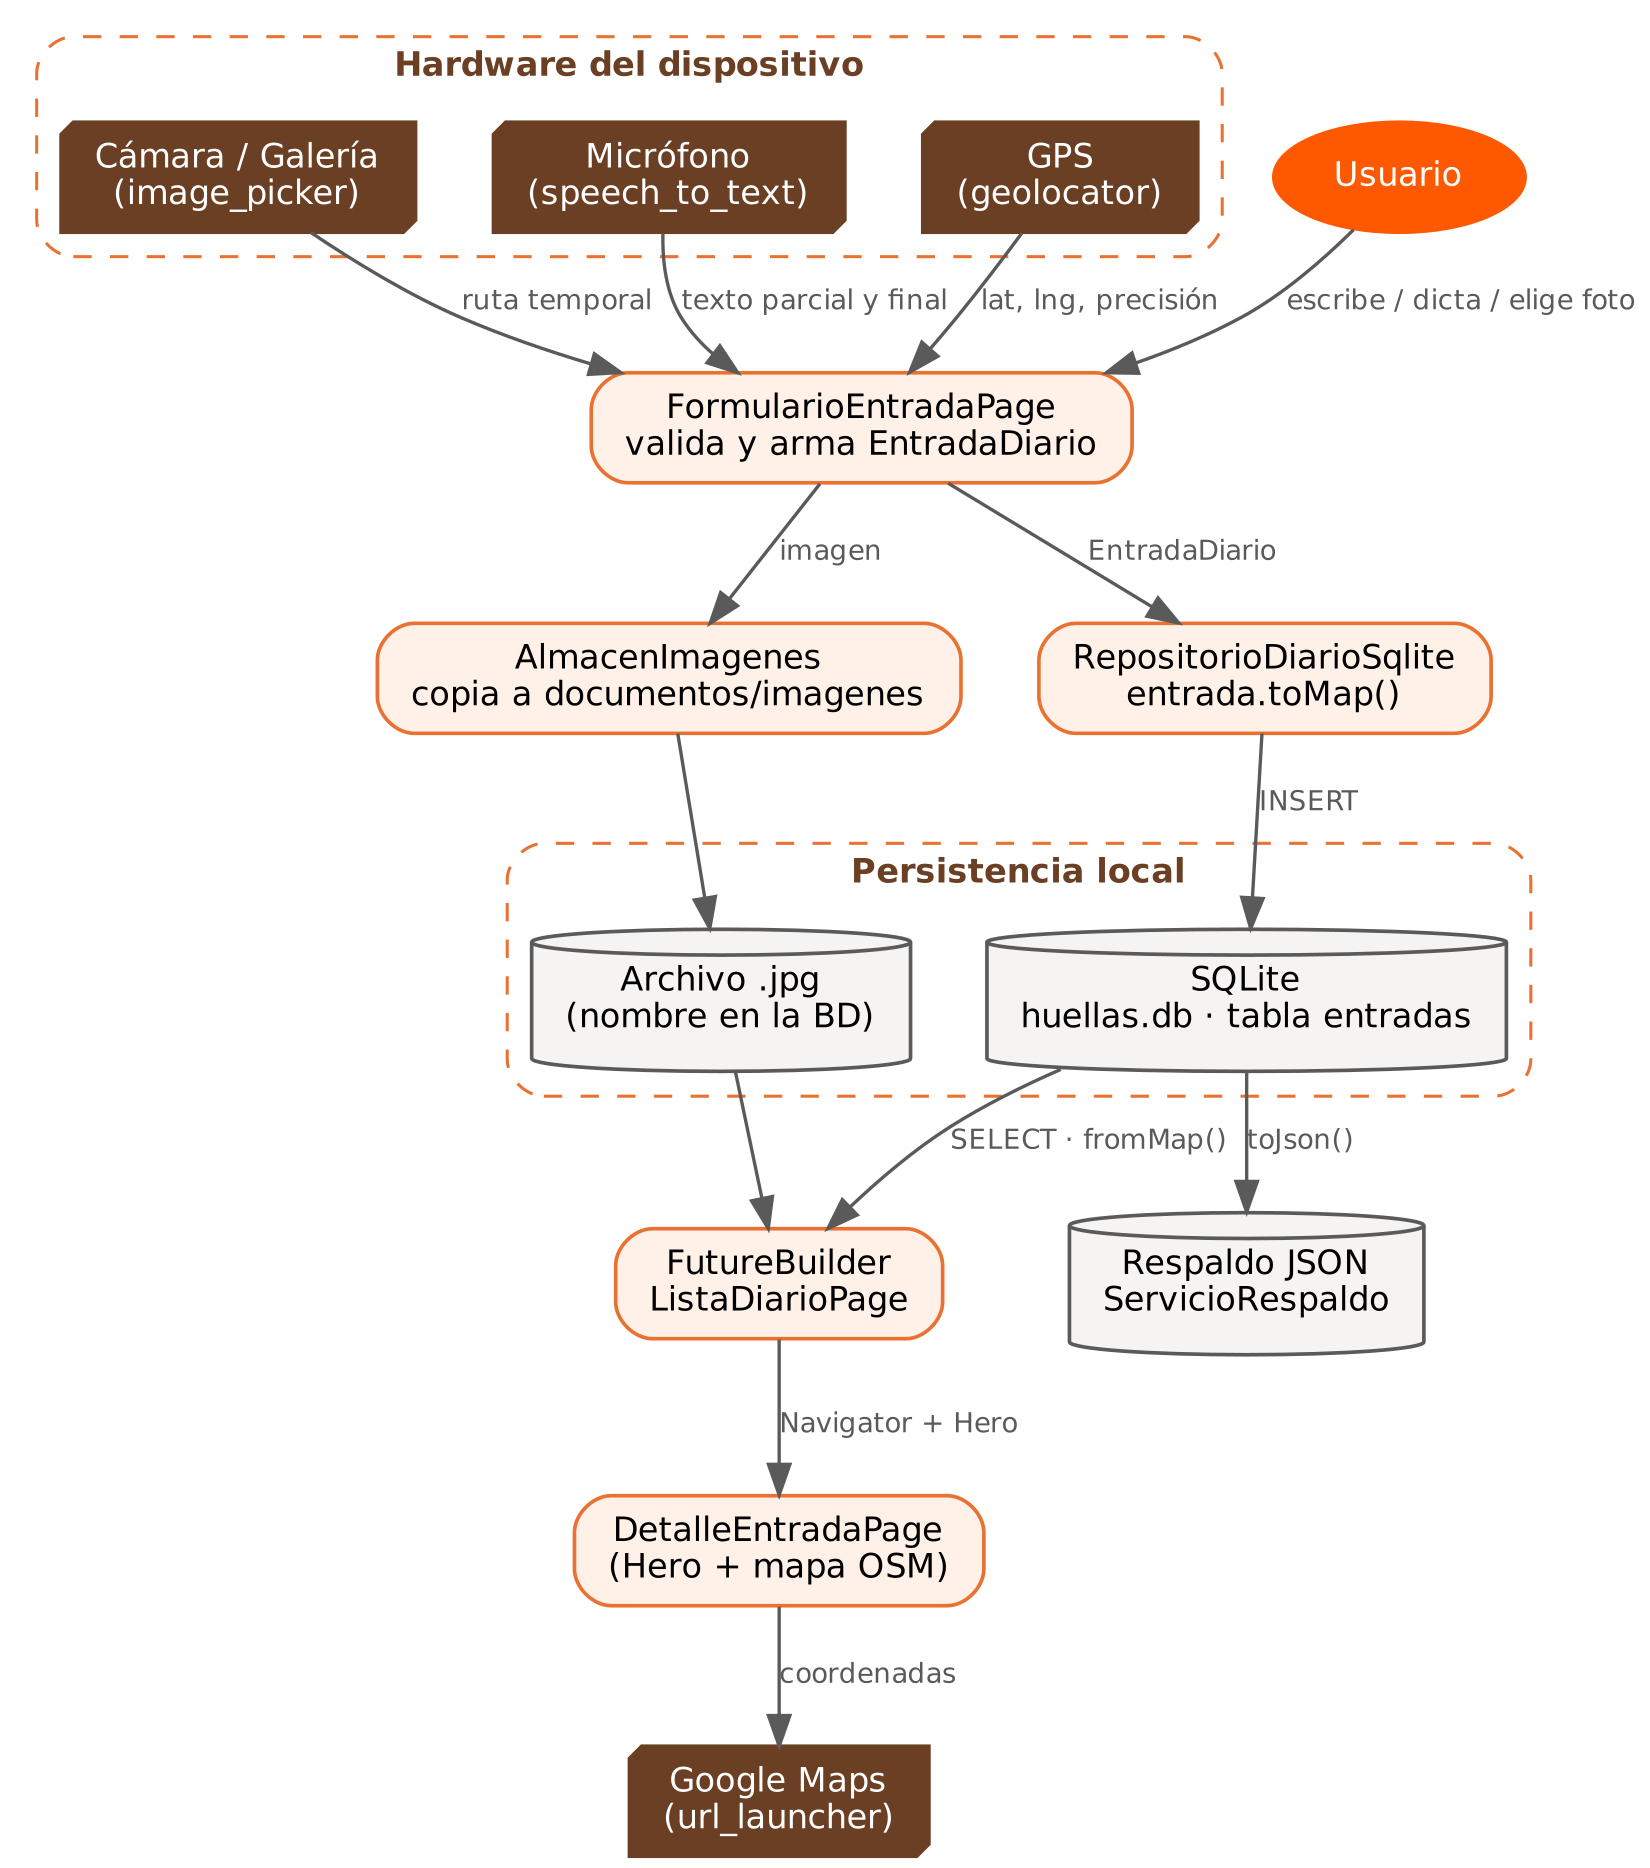 Hardware del dispositivo
Cámara / Galería
(image_picker)
Micrófono
(speech_to_text)
GPS
(geolocator)
Usuario
ruta temporal
texto parcial y final
lat, lng, precisión
escribe / dicta / elige foto
FormularioEntradaPage
valida y arma EntradaDiario
imagen
EntradaDiario
AlmacenImagenes
copia a documentos/imagenes
RepositorioDiarioSqlite
entrada.toMap()
INSERT
Persistencia local
Archivo .jpg
(nombre en la BD)
SQLite
huellas.db · tabla entradas
SELECT · fromMap()
toJson()
FutureBuilder
ListaDiarioPage
Respaldo JSON
ServicioRespaldo
Navigator + Hero
DetalleEntradaPage
(Hero + mapa OSM)
coordenadas
Google Maps
(url_launcher)